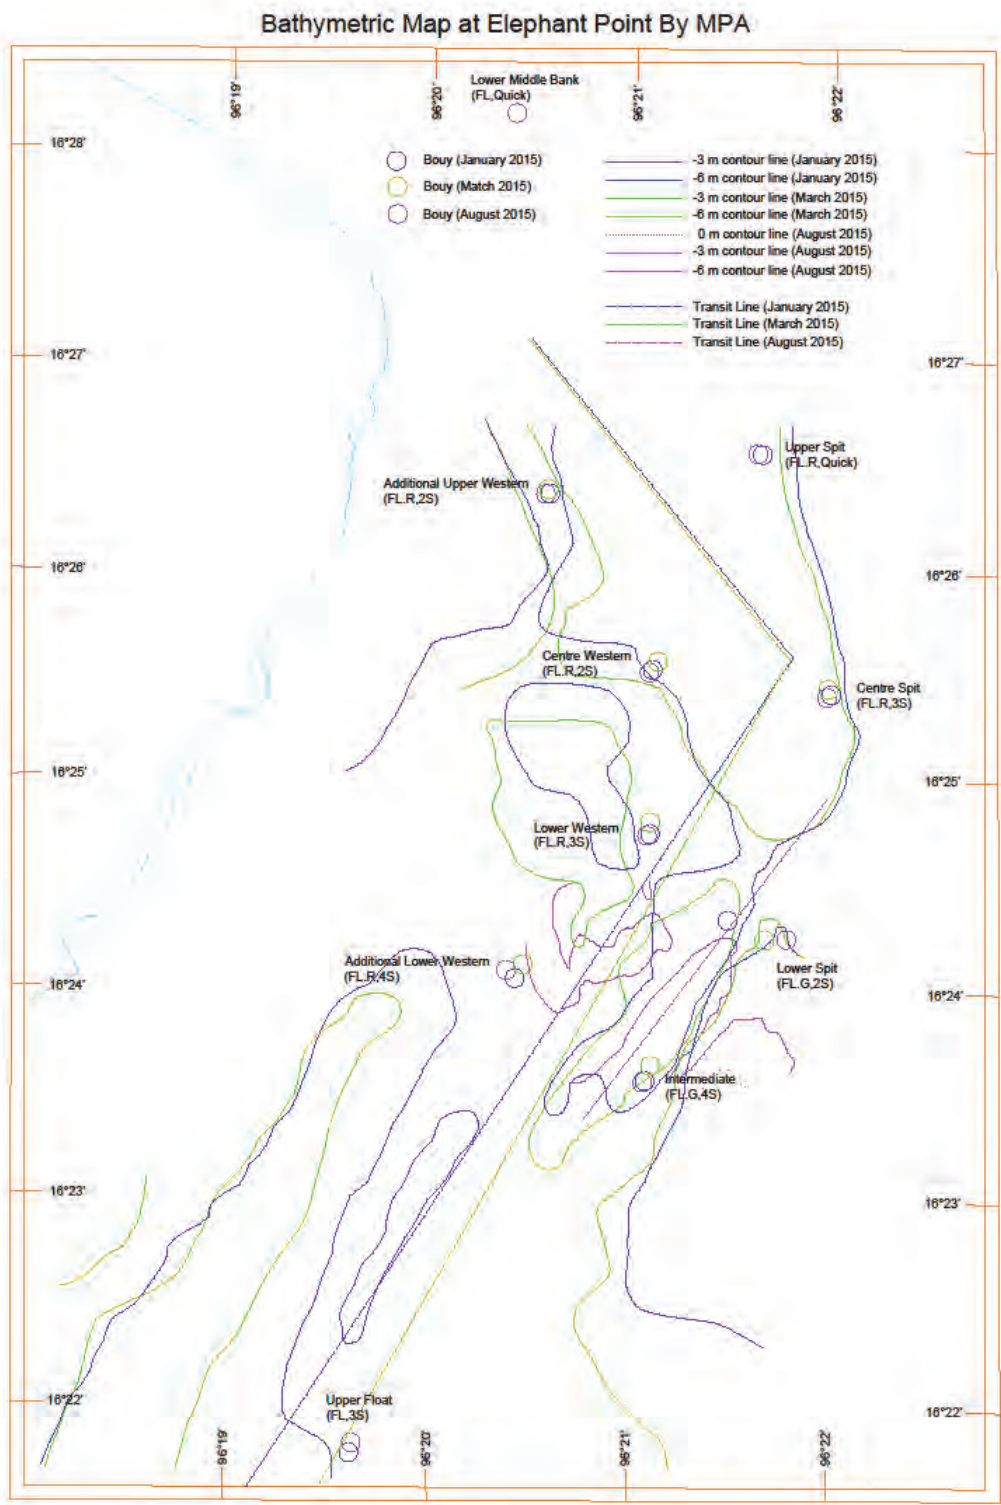 Bathymetric Map at Elephant Point By MPA
96°19'
96°20'
96°21'
96°22'
Lower Middle Bank
(FL,Quick)
16°28'
Bouy (January 2015)
Bouy (Match 2015)
Bouy (August 2015)
-3 m contour line (January 2015)
-6 m contour line (January 2015)
-3 m contour line (March 2015)
-6 m contour line (March 2015)
0 m contour line (August 2015)
-3 m contour line (August 2015)
-6 m contour line (August 2015)
Transit Line (January 2015)
Transit Line (March 2015)
Transit Line (August 2015)
16°27'
16°27'
Upper Spit
(FL.R,Quick)
Additional Upper Western
(FL.R,2S)
16°26'
16°26'
Centre Western
(FL.R,2S)
Centre Spit
(FL.R,3S)
16°25'
16°25'
Lower Western
(FL.R,3S)
Additional Lower Western
(FL.R,4S)
Lower Spit
(FL.G,2S)
16°24'
16°24'
Intermediate
(FL.G,4S)
16°23'
16°23'
16°22'
Upper Float
(FL,3S)
16°22'
96°19'
96°20'
96°21'
96°22'